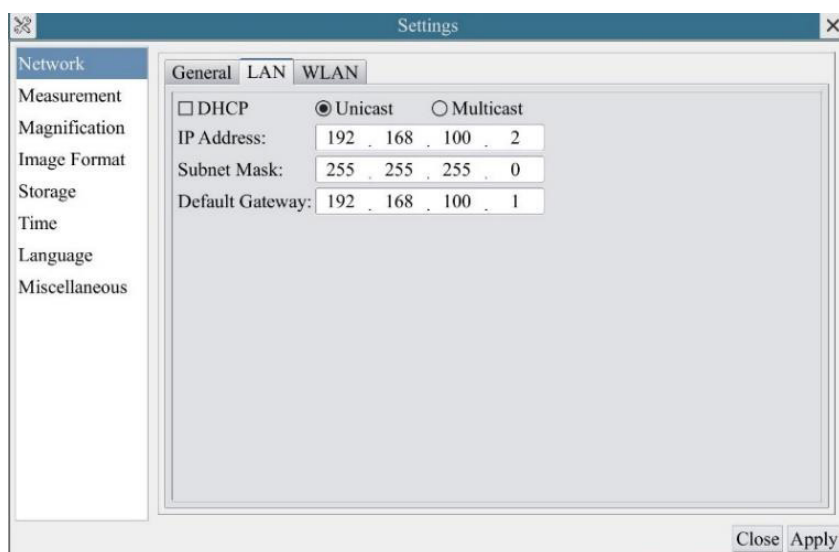 Settings
Network
Measurement
Magnification
Image Format
Storage
Time
Language
Miscellaneous
General LAN WLAN
DHCP Unicast Multicast
IP Address: 192 . 168 . 100 . 2
Subnet Mask: 255 . 255 . 255 . 0
Default Gateway: 192 . 168 . 100 . 1
Close Apply